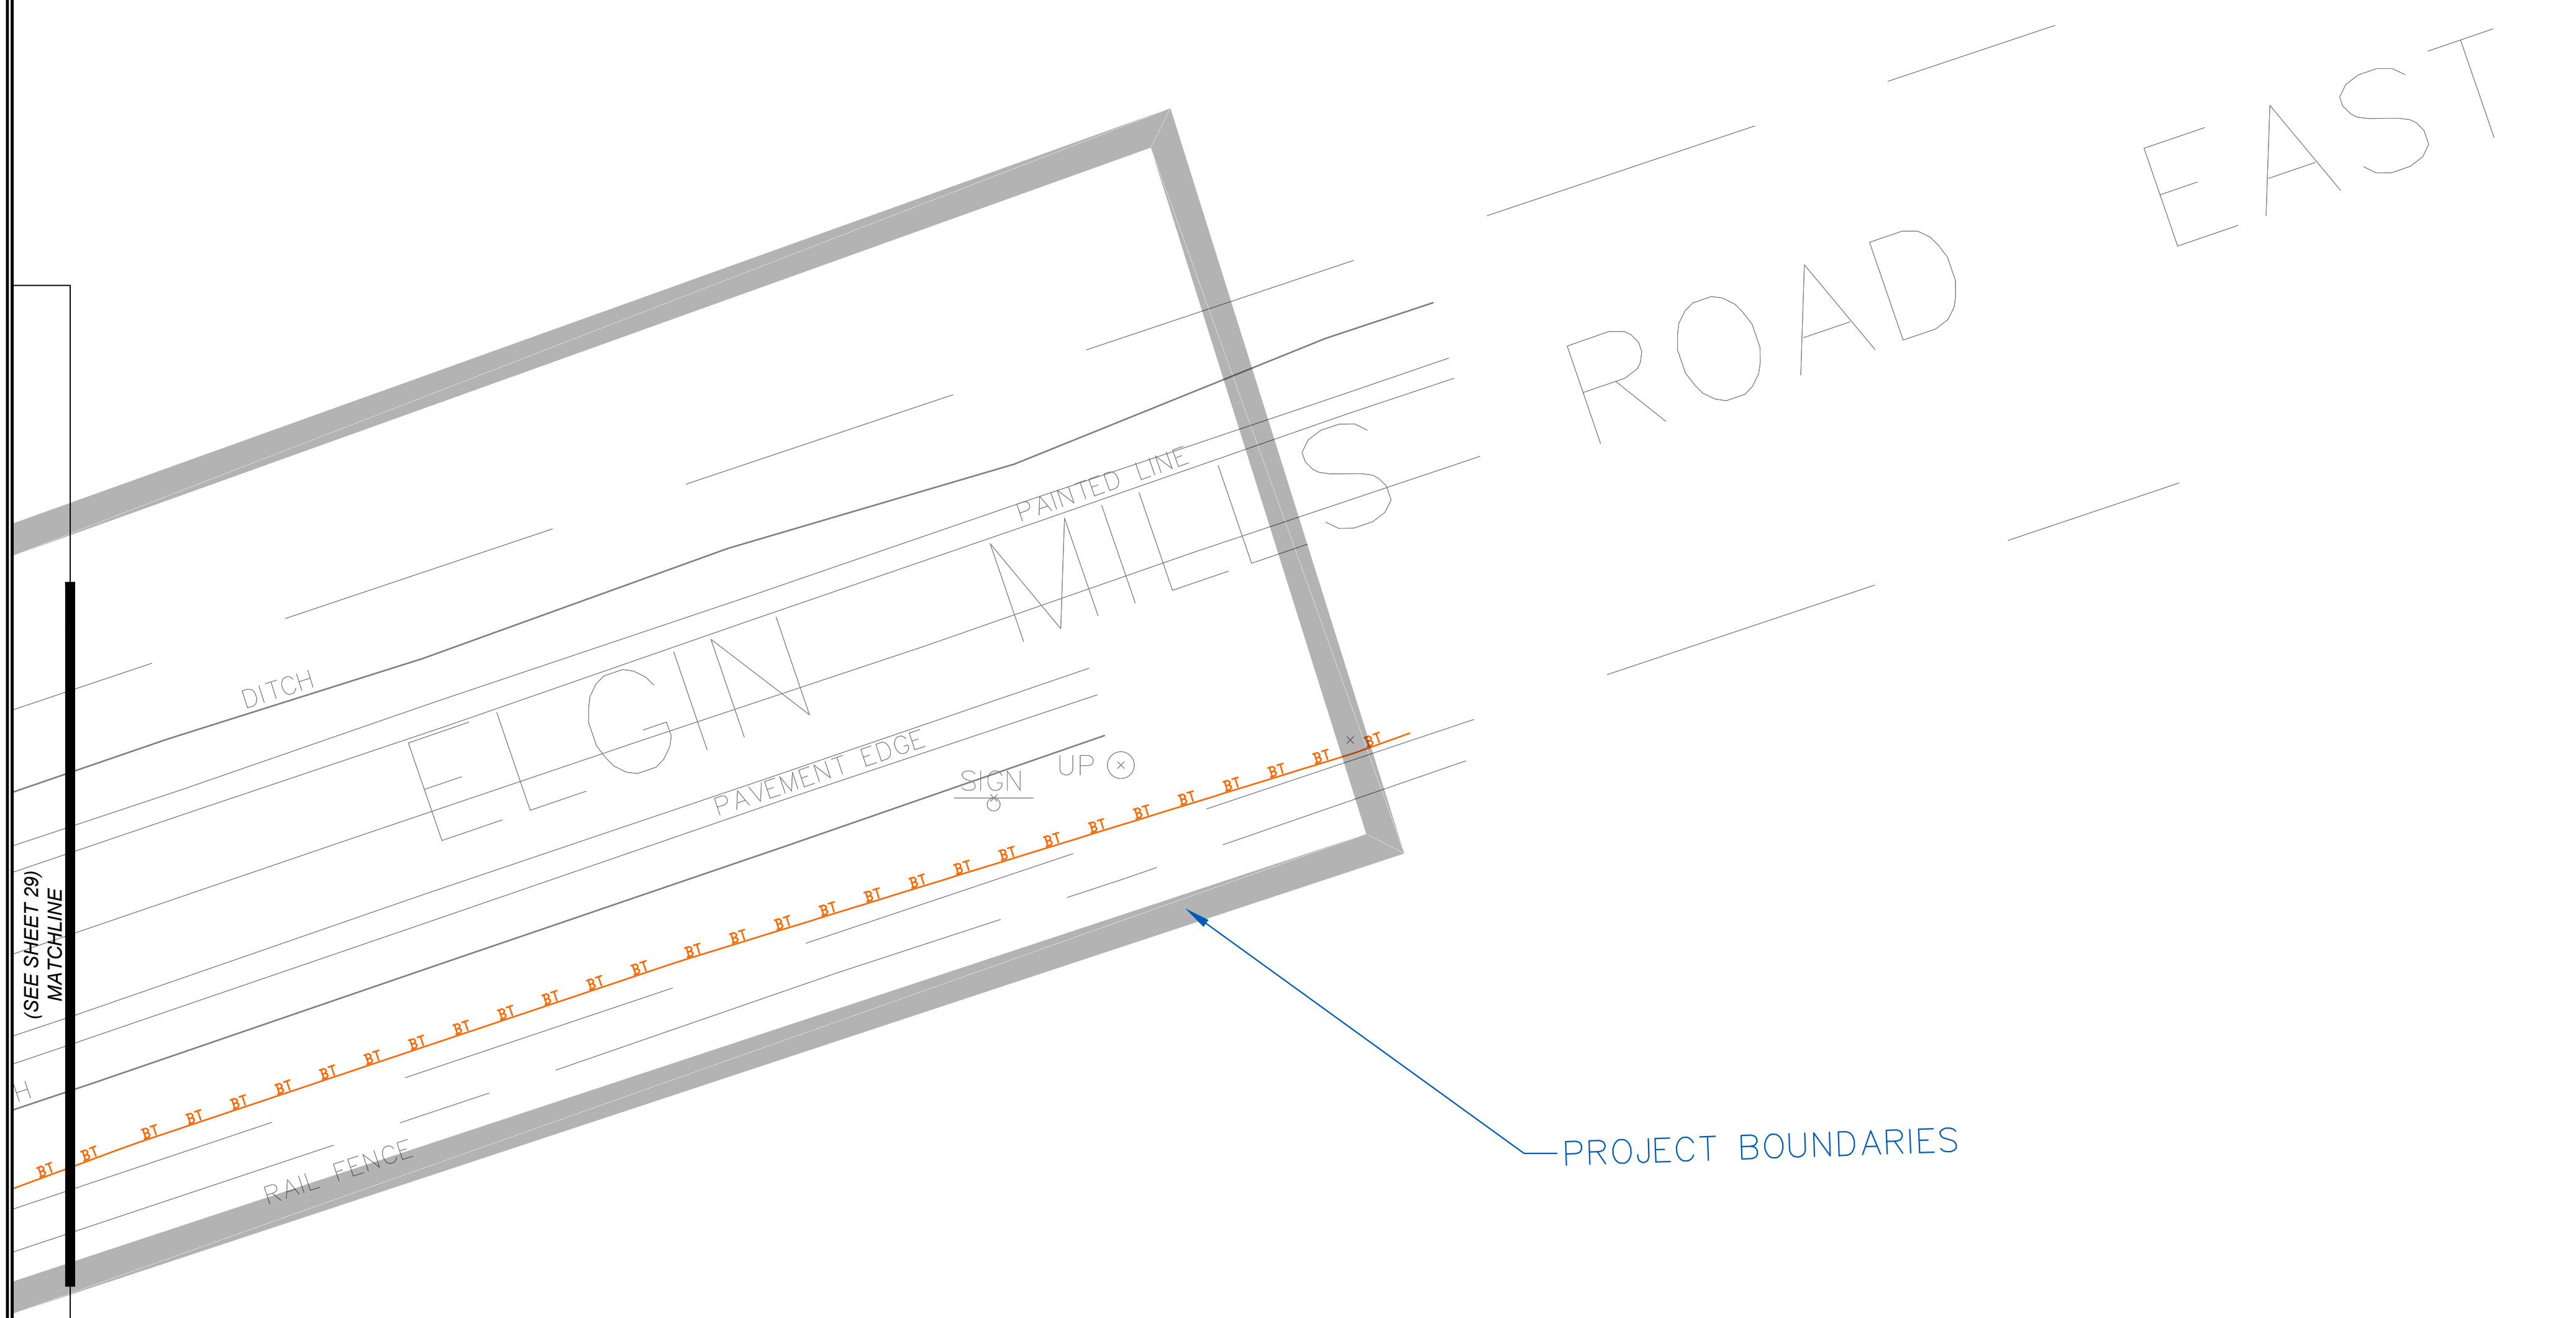 ELGIN MILLS ROAD EAST
PAINTED LINE
DITCH
PAVEMENT EDGE
SIGN
UP
(SEE SHEET 29)
MATCHLINE
H
BT BT BT BT BT BT BT BT BT BT BT BT BT BT BT BT BT BT BT BT BT BT BT BT BT BT BT BT BT BT
RAIL FENCE
PROJECT BOUNDARIES